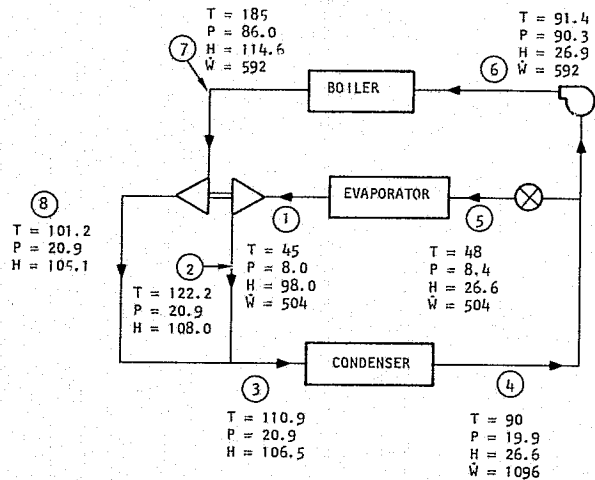 T = 185
P = 86.0
H = 114.6
Ẇ = 592
7
T = 91.4
P = 90.3
H = 26.9
Ẇ = 592
6
BOILER
8
T = 101.2
P = 20.9
H = 105.1
EVAPORATOR
1
5
T = 45
P = 8.0
H = 98.0
Ẇ = 504
T = 48
P = 8.4
H = 26.6
Ẇ = 504
2
T = 122.2
P = 20.9
H = 108.0
CONDENSER
3
T = 110.9
P = 20.9
H = 106.5
4
T = 90
P = 19.9
H = 26.6
Ẇ = 1096